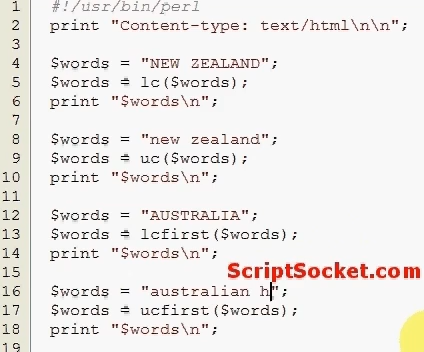 1 #!/usr/bin/perl
2 print "Content-type: text/html\n\n";
3
4 $words = "NEW ZEALAND";
5 $words = lc($words);
6 print "$words\n";
7
8 $words = "new zealand";
9 $words = uc($words);
10 print "$words\n";
11
12 $words = "AUSTRALIA";
13 $words = lcfirst($words);
14 print "$words\n";
15
ScriptSocket.com
16 $words = "australian h";
17 $words = ucfirst($words);
18 print "$words\n";
19